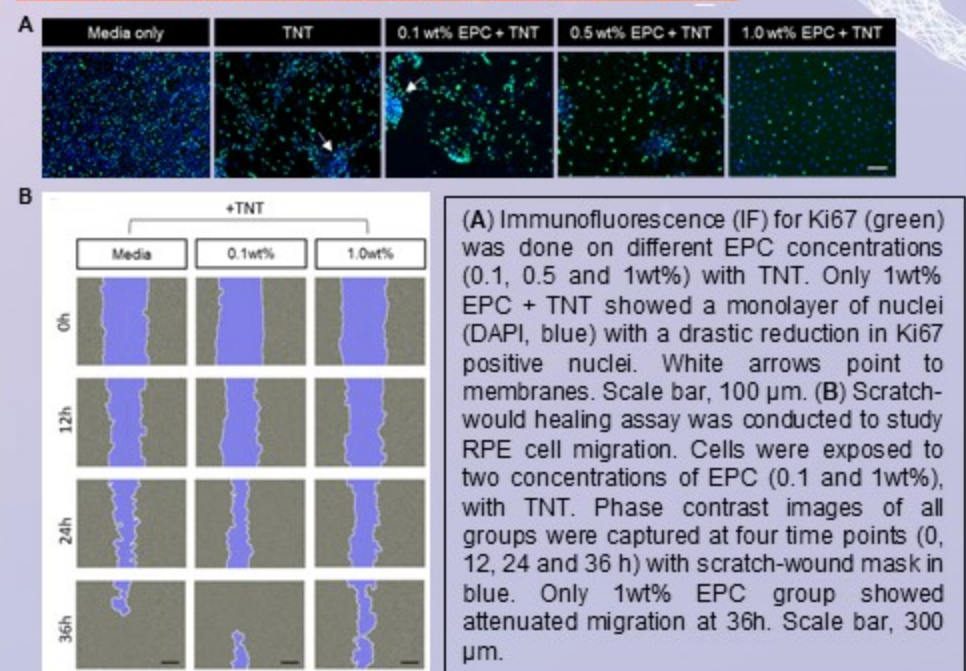 A
Media only TNT 0.1 wt% EPC + TNT 0.5 wt% EPC + TNT 1.0 wt% EPC + TNT
B
+TNT
Media 0.1wt% 1.0wt%
0h
12h
24h
36h
(A) Immunofluorescence (IF) for Ki67 (green)
was done on different EPC concentrations
(0.1, 0.5 and 1wt%) with TNT. Only 1wt%
EPC + TNT showed a monolayer of nuclei
(DAPI, blue) with a drastic reduction in Ki67
positive nuclei. White arrows point to
membranes. Scale bar, 100 µm. (B) Scratch-
would healing assay was conducted to study
RPE cell migration. Cells were exposed to
two concentrations of EPC (0.1 and 1wt%),
with TNT. Phase contrast images of all
groups were captured at four time points (0,
12, 24 and 36 h) with scratch-wound mask in
blue. Only 1wt% EPC group showed
attenuated migration at 36h. Scale bar, 300
µm.